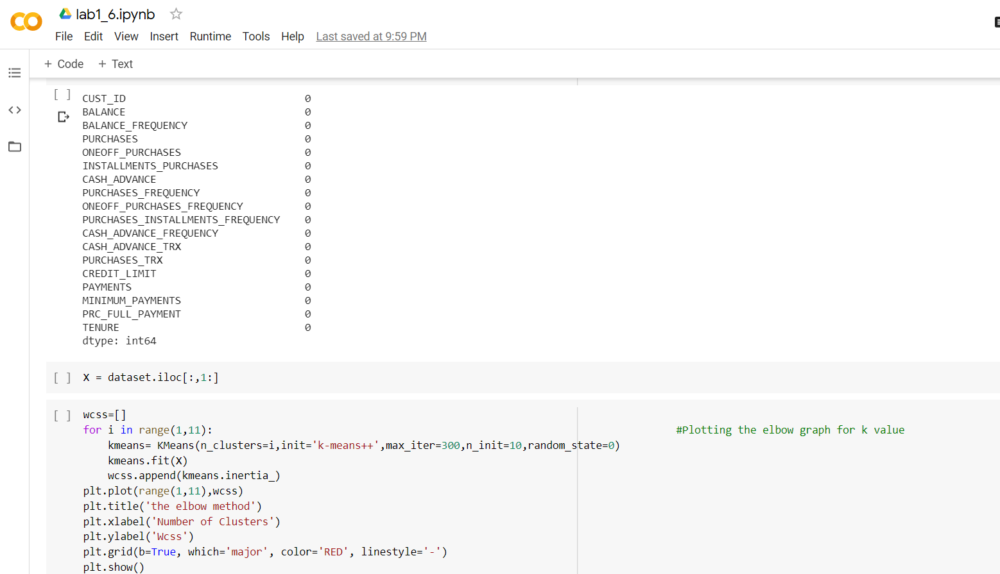 lab1_6.ipynb
File Edit View Insert Runtime Tools Help Last saved at 9:59 PM
+ Code + Text
[ ]
CUST_ID 0
BALANCE 0
BALANCE_FREQUENCY 0
PURCHASES 0
ONEOFF_PURCHASES 0
INSTALLMENTS_PURCHASES 0
CASH_ADVANCE 0
PURCHASES_FREQUENCY 0
ONEOFF_PURCHASES_FREQUENCY 0
PURCHASES_INSTALLMENTS_FREQUENCY 0
CASH_ADVANCE_FREQUENCY 0
CASH_ADVANCE_TRX 0
PURCHASES_TRX 0
CREDIT_LIMIT 0
PAYMENTS 0
MINIMUM_PAYMENTS 0
PRC_FULL_PAYMENT 0
TENURE 0
dtype: int64
[ ] X = dataset.iloc[:,1:]
[ ] wcss=[]
for i in range(1,11): #Plotting the elbow graph for k value
    kmeans= KMeans(n_clusters=i,init='k-means++',max_iter=300,n_init=10,random_state=0)
    kmeans.fit(X)
    wcss.append(kmeans.inertia_)
plt.plot(range(1,11),wcss)
plt.title('the elbow method')
plt.xlabel('Number of Clusters')
plt.ylabel('Wcss')
plt.grid(b=True, which='major', color='RED', linestyle='-')
plt.show()